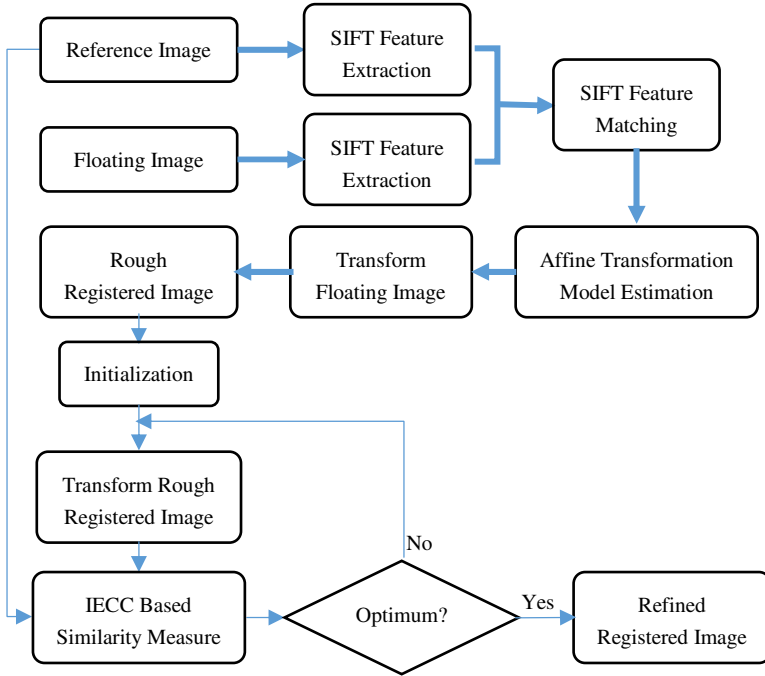 Reference Image
SIFT Feature
Extraction
SIFT Feature
Matching
Floating Image
SIFT Feature
Extraction
Rough
Registered Image
Transform
Floating Image
Affine Transformation
Model Estimation
Initialization
Transform Rough
Registered Image
No
IECC Based
Similarity Measure
Optimum?
Yes
Refined
Registered Image